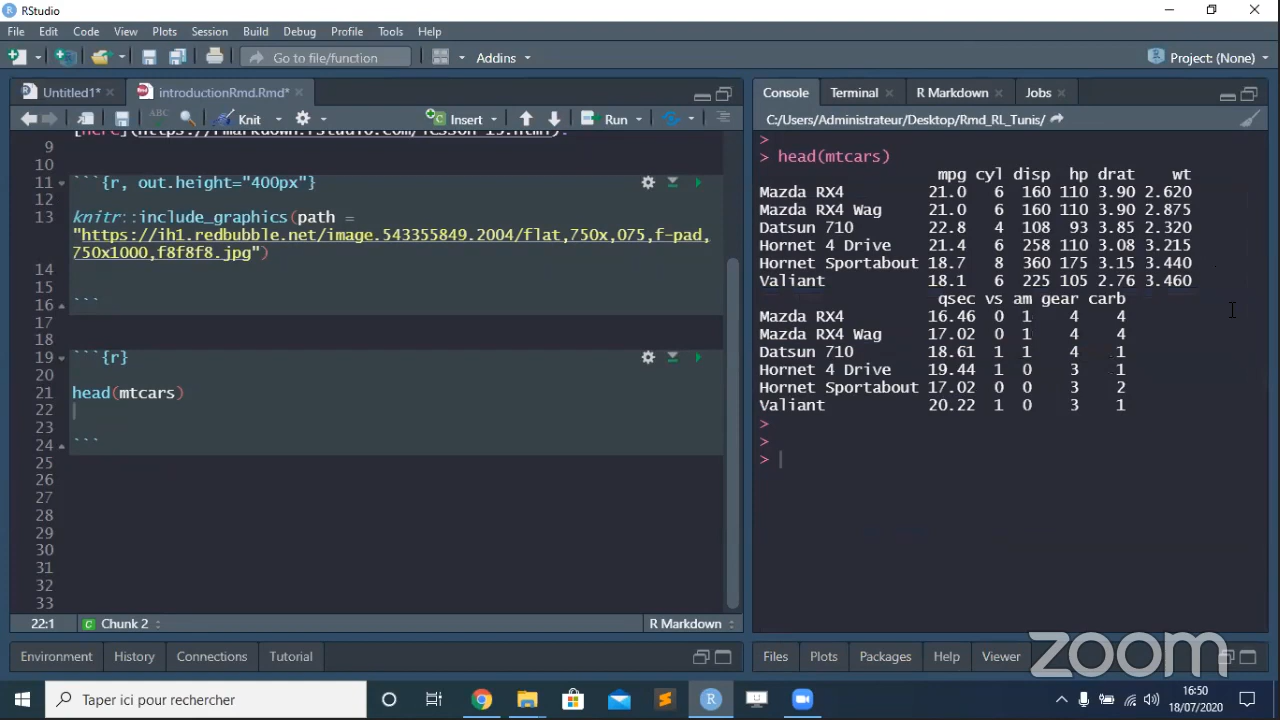 RStudio
File Edit Code View Plots Session Build Debug Profile Tools Help
Go to file/function
Addins
Project: (None)
Untitled1*
introductionRmd.Rmd*
ABC
Knit
Insert
Run
9
10
11 ```{r, out.height="400px"}
12
13 knitr::include_graphics(path =
"https://ih1.redbubble.net/image.543355849.2004/flat,750x,075,f-pad,
750x1000,f8f8f8.jpg")
14
15
16 ```
17
18
19 ```{r}
20
21 head(mtcars)
22
23
24 ```
25
26
27
28
29
30
31
32
33
22:1 Chunk 2 R Markdown
Environment History Connections Tutorial
Console Terminal R Markdown Jobs
C:/Users/Administrateur/Desktop/Rmd_RL_Tunis/
>
> head(mtcars)
mpg cyl disp hp drat wt
Mazda RX4 21.0 6 160 110 3.90 2.620
Mazda RX4 Wag 21.0 6 160 110 3.90 2.875
Datsun 710 22.8 4 108 93 3.85 2.320
Hornet 4 Drive 21.4 6 258 110 3.08 3.215
Hornet Sportabout 18.7 8 360 175 3.15 3.440
Valiant 18.1 6 225 105 2.76 3.460
qsec vs am gear carb
Mazda RX4 16.46 0 1 4 4
Mazda RX4 Wag 17.02 0 1 4 4
Datsun 710 18.61 1 1 4 1
Hornet 4 Drive 19.44 1 0 3 1
Hornet Sportabout 17.02 0 0 3 2
Valiant 20.22 1 0 3 1
>
>
>
Files Plots Packages Help Viewer
zoom
Taper ici pour rechercher
16:50
18/07/2020